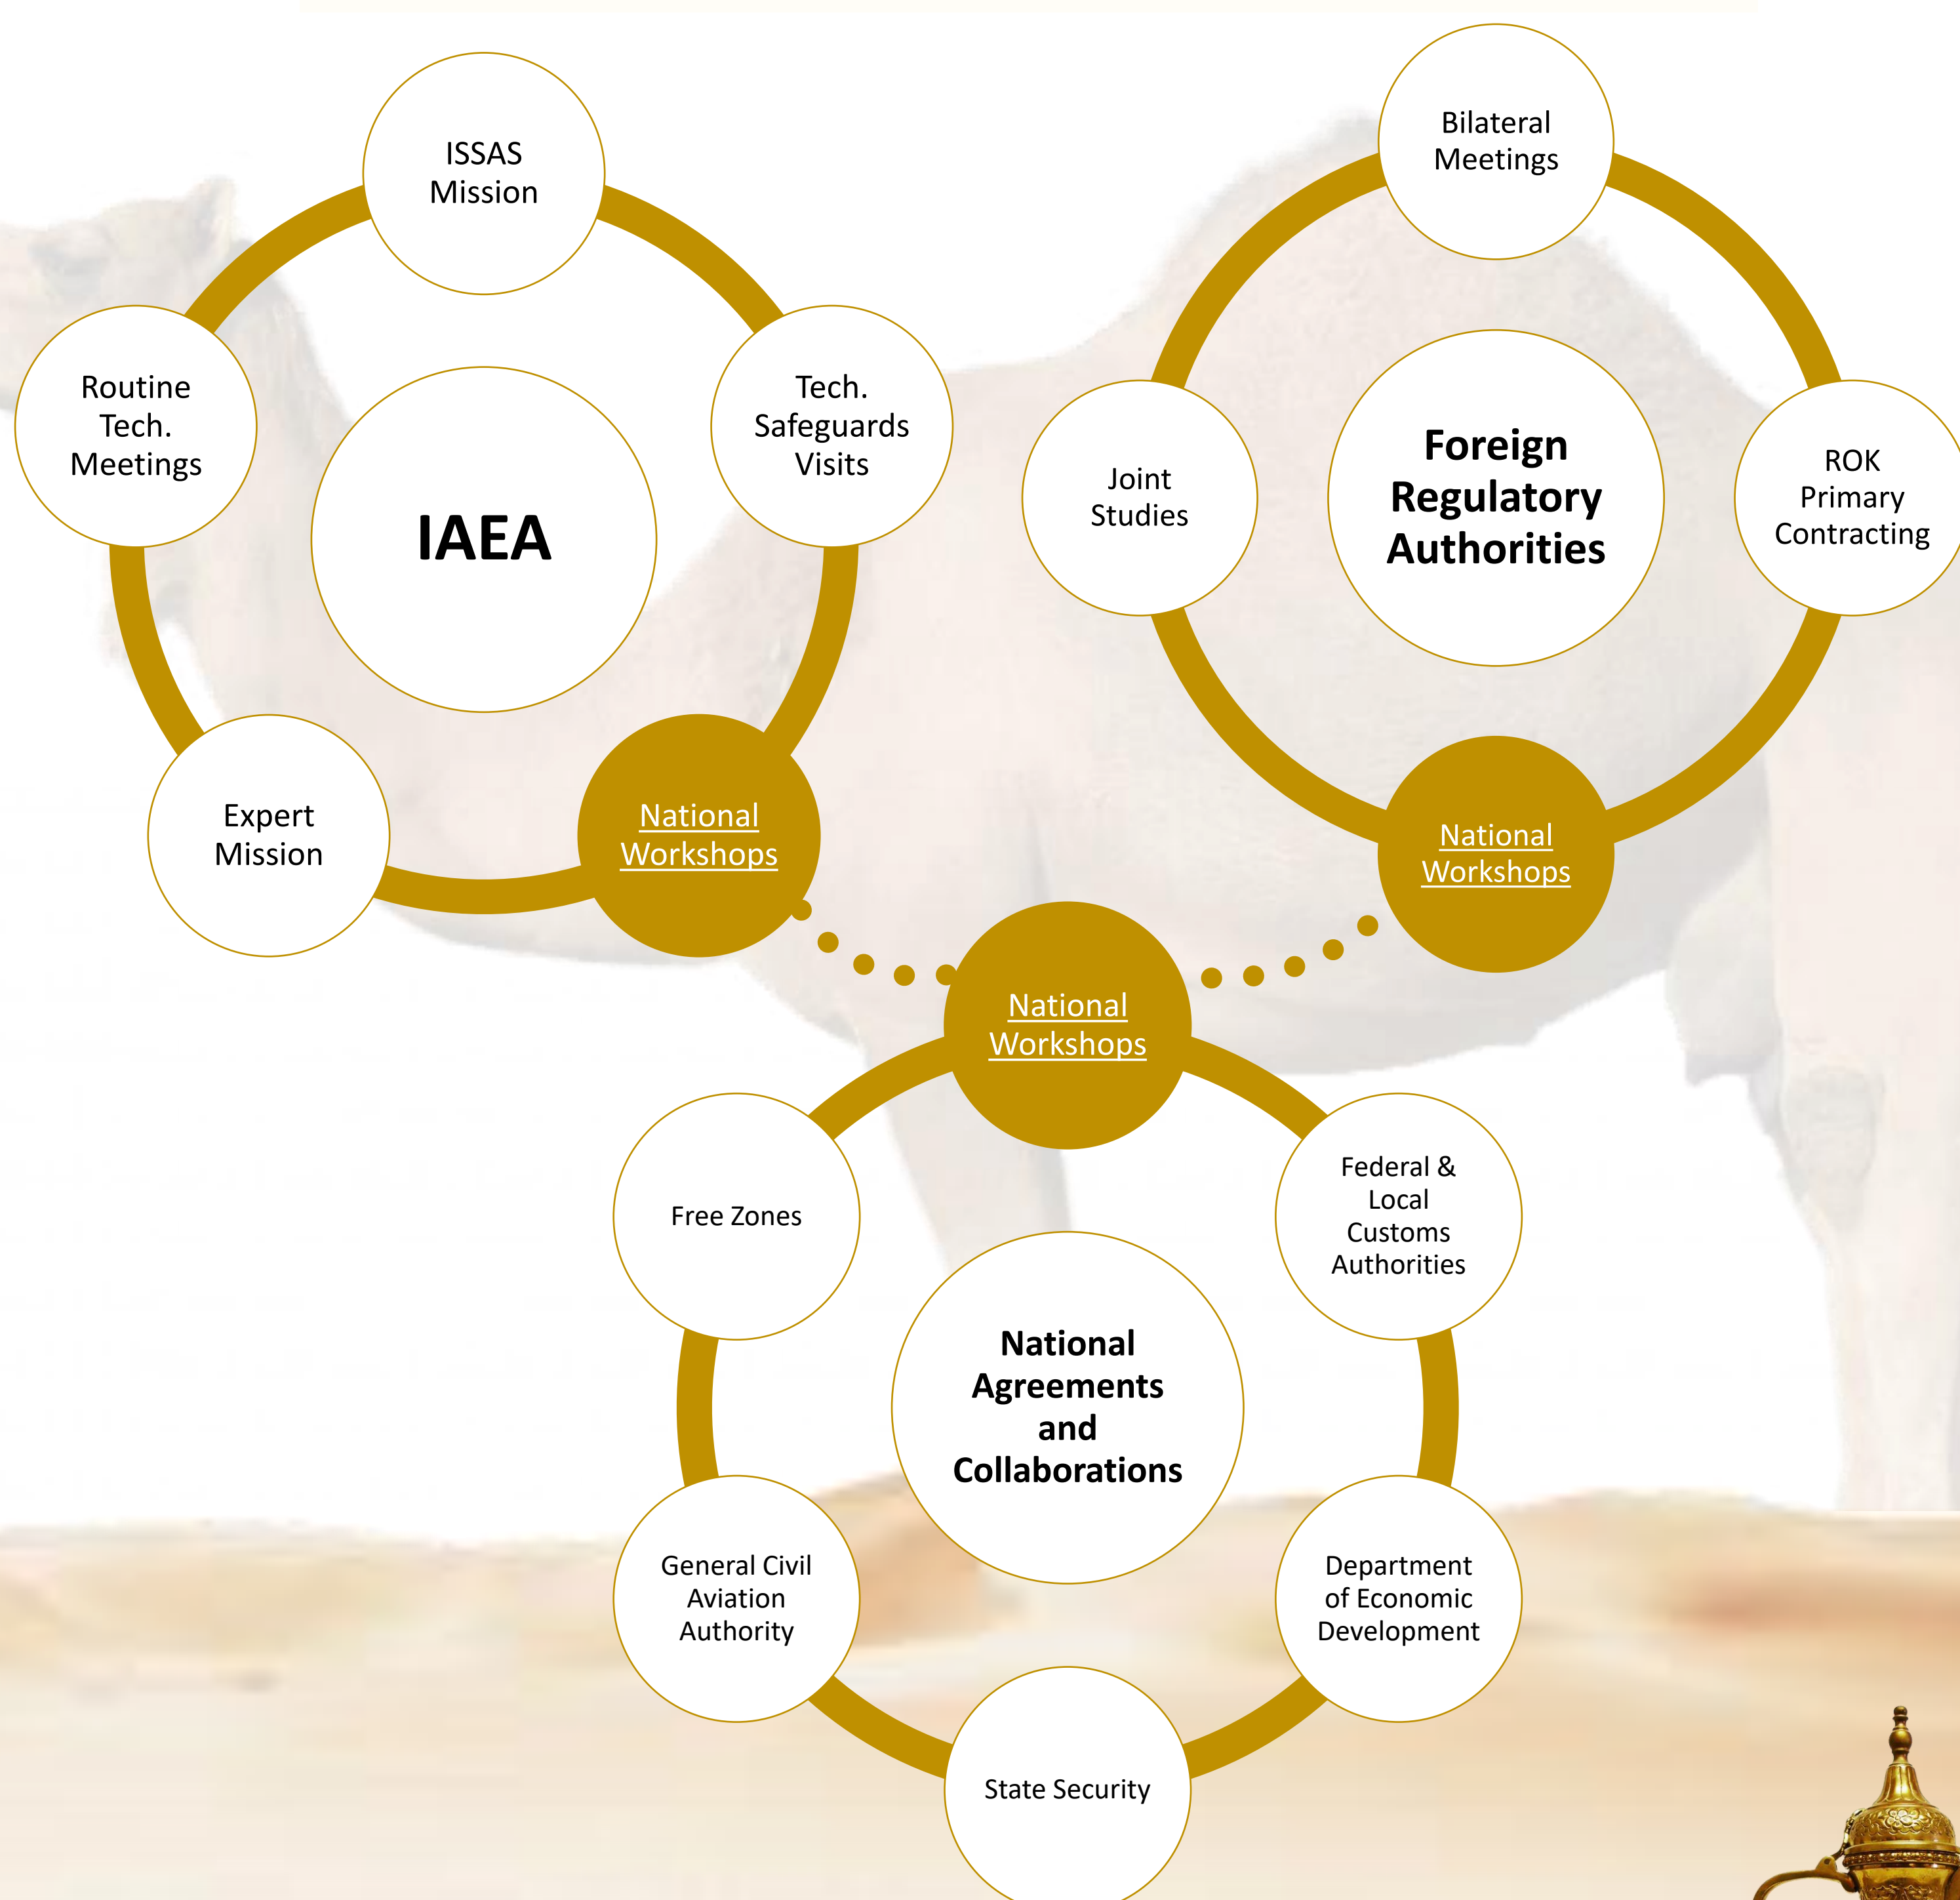 ISSAS
Mission
Routine
Tech.
Meetings
Tech.
Safeguards
Visits
IAEA
Expert
Mission
National
Workshops
Bilateral
Meetings
Joint
Studies
Foreign
Regulatory
Authorities
ROK
Primary
Contracting
National
Workshops
National
Workshops
Free Zones
Federal &
Local
Customs
Authorities
National
Agreements
and
Collaborations
General Civil
Aviation
Authority
Department
of Economic
Development
State Security